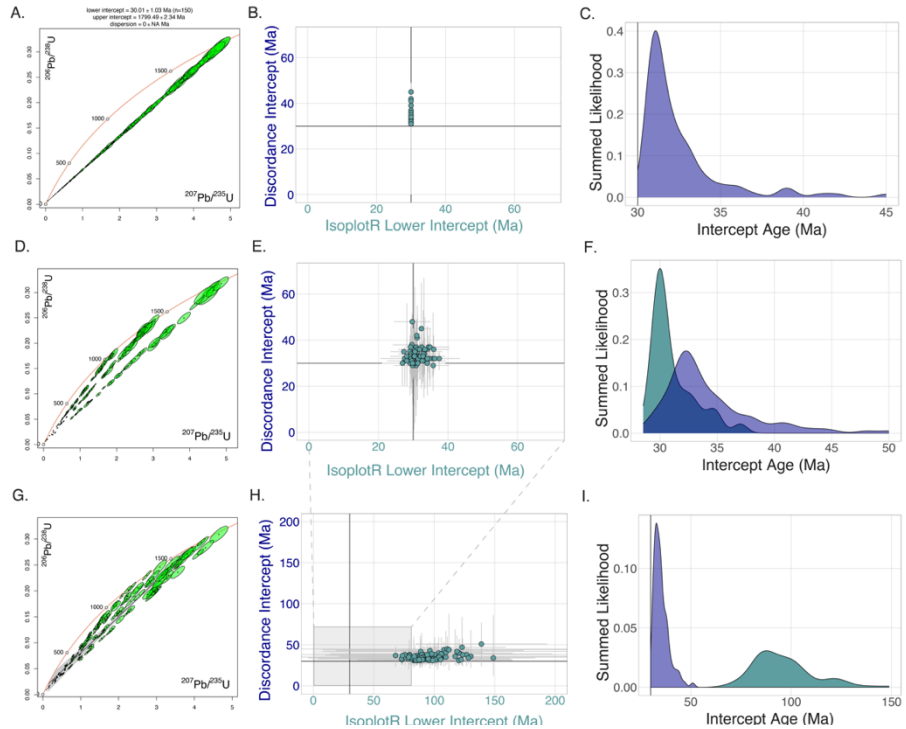 A.
lower intercept = 30.01 ± 1.03 Ma (n=150)
upper intercept = 1799.49 ± 2.34 Ma
dispersion = 0 ± NA Ma
206Pb/238U
0.00 0.05 0.10 0.15 0.20 0.25 0.30
500
1000
1500
207Pb/235U
0 1 2 3 4 5
B.
Discordance Intercept (Ma)
60
40
20
0
0 20 40 60
IsoplotR Lower Intercept (Ma)
C.
Summed Likelihood
0.4
0.3
0.2
0.1
0.0
30 35 40 45
Intercept Age (Ma)
D.
206Pb/238U
0.00 0.05 0.10 0.15 0.20 0.25 0.30
500
1000
1500
207Pb/235U
0 1 2 3 4 5
E.
Discordance Intercept (Ma)
60
40
20
0
0 20 40 60
IsoplotR Lower Intercept (Ma)
F.
Summed Likelihood
0.3
0.2
0.1
0.0
30 35 40 45 50
Intercept Age (Ma)
G.
206Pb/238U
0.00 0.05 0.10 0.15 0.20 0.25 0.30
500
1000
1500
207Pb/235U
0 1 2 3 4 5
H.
Discordance Intercept (Ma)
200
150
100
50
0
0 50 100 150 200
IsoplotR Lower Intercept (Ma)
I.
Summed Likelihood
0.10
0.05
0.00
50 100 150
Intercept Age (Ma)